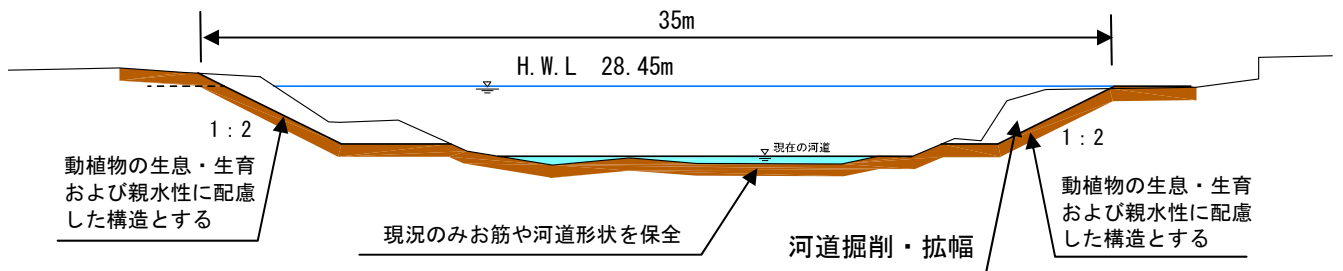 35m
H.W.L 28.45m
1:2
現在の河道
1:2
動植物の生息・生育
および親水性に配慮
した構造とする
現況のみお筋や河道形状を保全
河道掘削・拡幅
動植物の生息・生育
および親水性に配慮
した構造とする